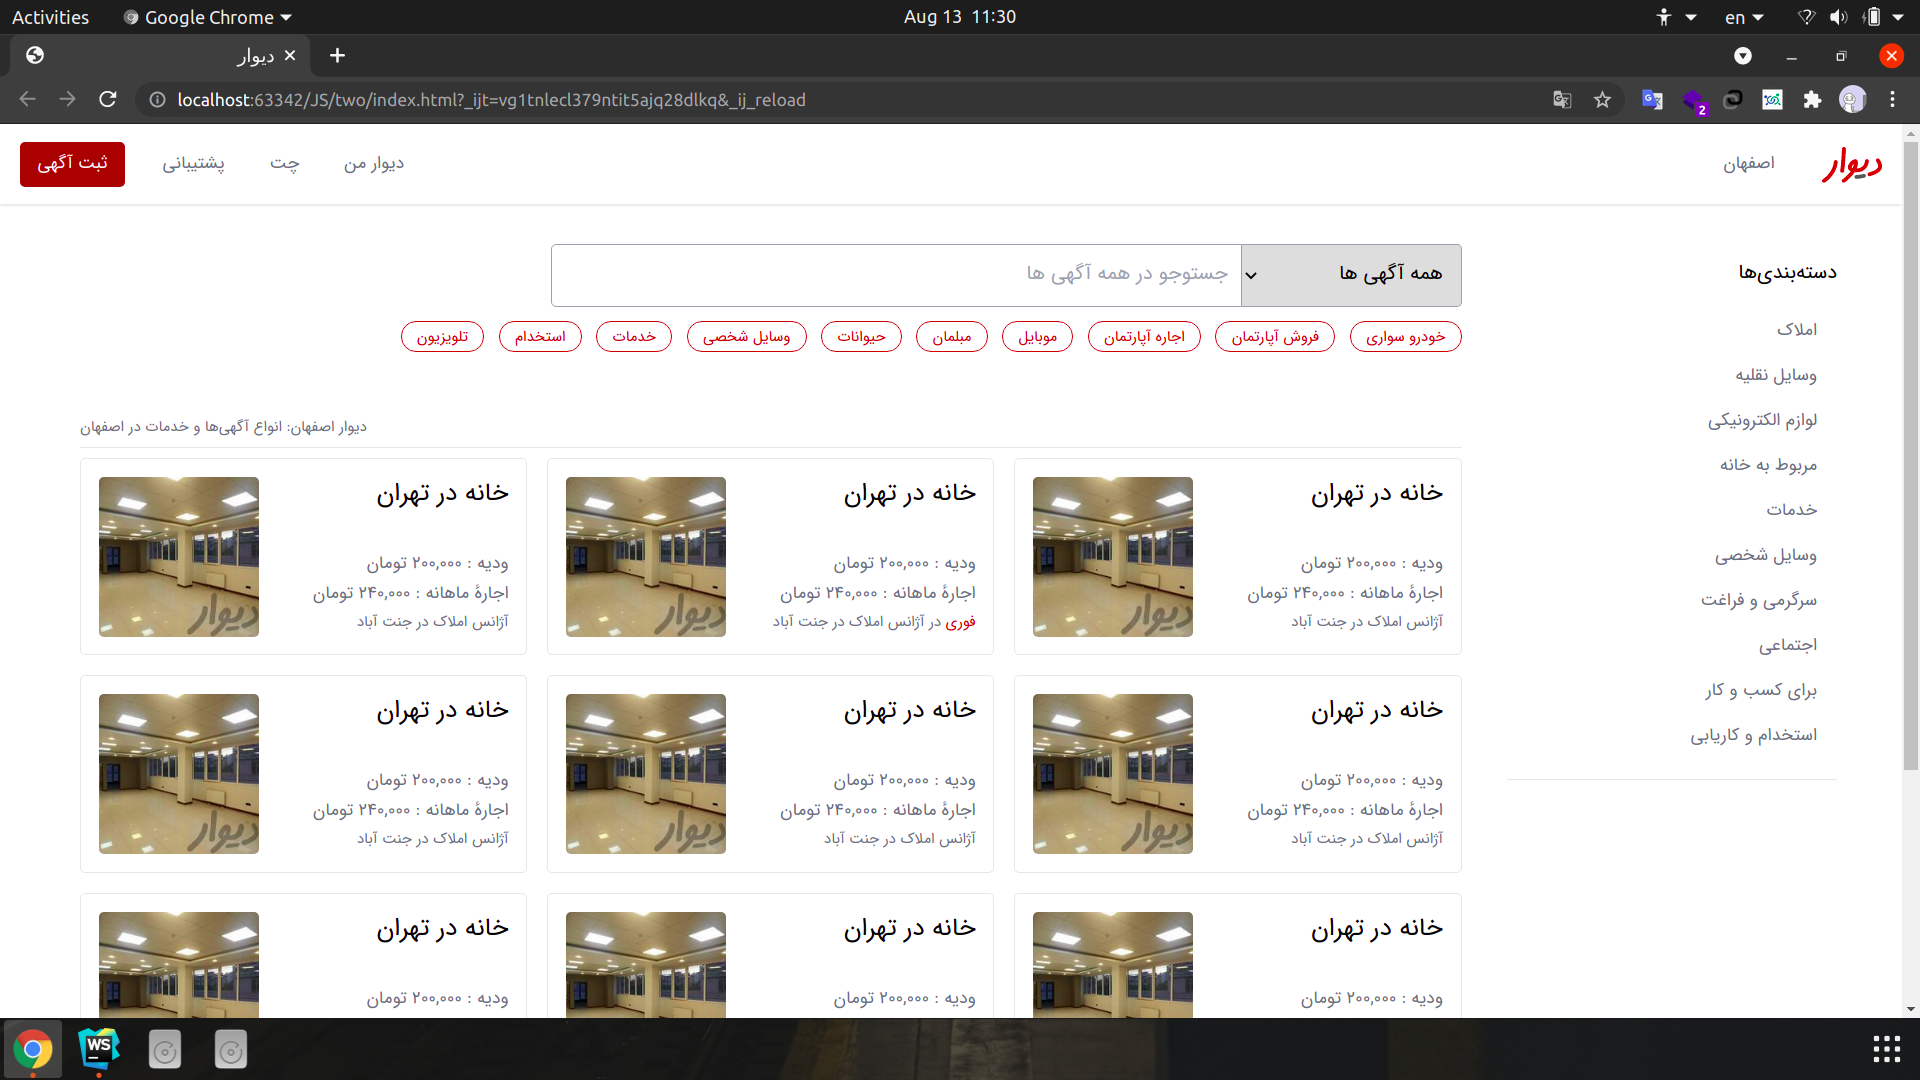 Activities Google Chrome Aug 13 11:30 en
دیوار
localhost:63342/JS/two/index.html?_ijt=vg1tnlecl379ntit5ajq28dlkq&_ij_reload
2
دیوار اصفهان دیوار من چت پشتیبانی ثبت آگهی
همه آگهی ها جستوجو در همه آگهی ها
خودرو سواری فروش آپارتمان اجاره آپارتمان موبایل مبلمان حیوانات وسایل شخصی خدمات استخدام تلویزیون
دسته‌بندی‌ها
املاک
وسایل نقلیه
لوازم الکترونیکی
مربوط به خانه
خدمات
وسایل شخصی
سرگرمی و فراغت
اجتماعی
برای کسب و کار
استخدام و کاریابی
دیوار اصفهان: انواع آگهی‌ها و خدمات در اصفهان
خانه در تهران
ودیه : ۲۰۰,۰۰۰ تومان
اجارهٔ ماهانه : ۲۴۰,۰۰۰ تومان
آژانس املاک در جنت آباد
دیوار
خانه در تهران
ودیه : ۲۰۰,۰۰۰ تومان
اجارهٔ ماهانه : ۲۴۰,۰۰۰ تومان
فوری در آژانس املاک در جنت آباد
دیوار
خانه در تهران
ودیه : ۲۰۰,۰۰۰ تومان
اجارهٔ ماهانه : ۲۴۰,۰۰۰ تومان
آژانس املاک در جنت آباد
دیوار
خانه در تهران
ودیه : ۲۰۰,۰۰۰ تومان
اجارهٔ ماهانه : ۲۴۰,۰۰۰ تومان
آژانس املاک در جنت آباد
دیوار
خانه در تهران
ودیه : ۲۰۰,۰۰۰ تومان
اجارهٔ ماهانه : ۲۴۰,۰۰۰ تومان
آژانس املاک در جنت آباد
دیوار
خانه در تهران
ودیه : ۲۰۰,۰۰۰ تومان
اجارهٔ ماهانه : ۲۴۰,۰۰۰ تومان
آژانس املاک در جنت آباد
دیوار
خانه در تهران
ودیه : ۲۰۰,۰۰۰ تومان
خانه در تهران
ودیه : ۲۰۰,۰۰۰ تومان
خانه در تهران
ودیه : ۲۰۰,۰۰۰ تومان
WS